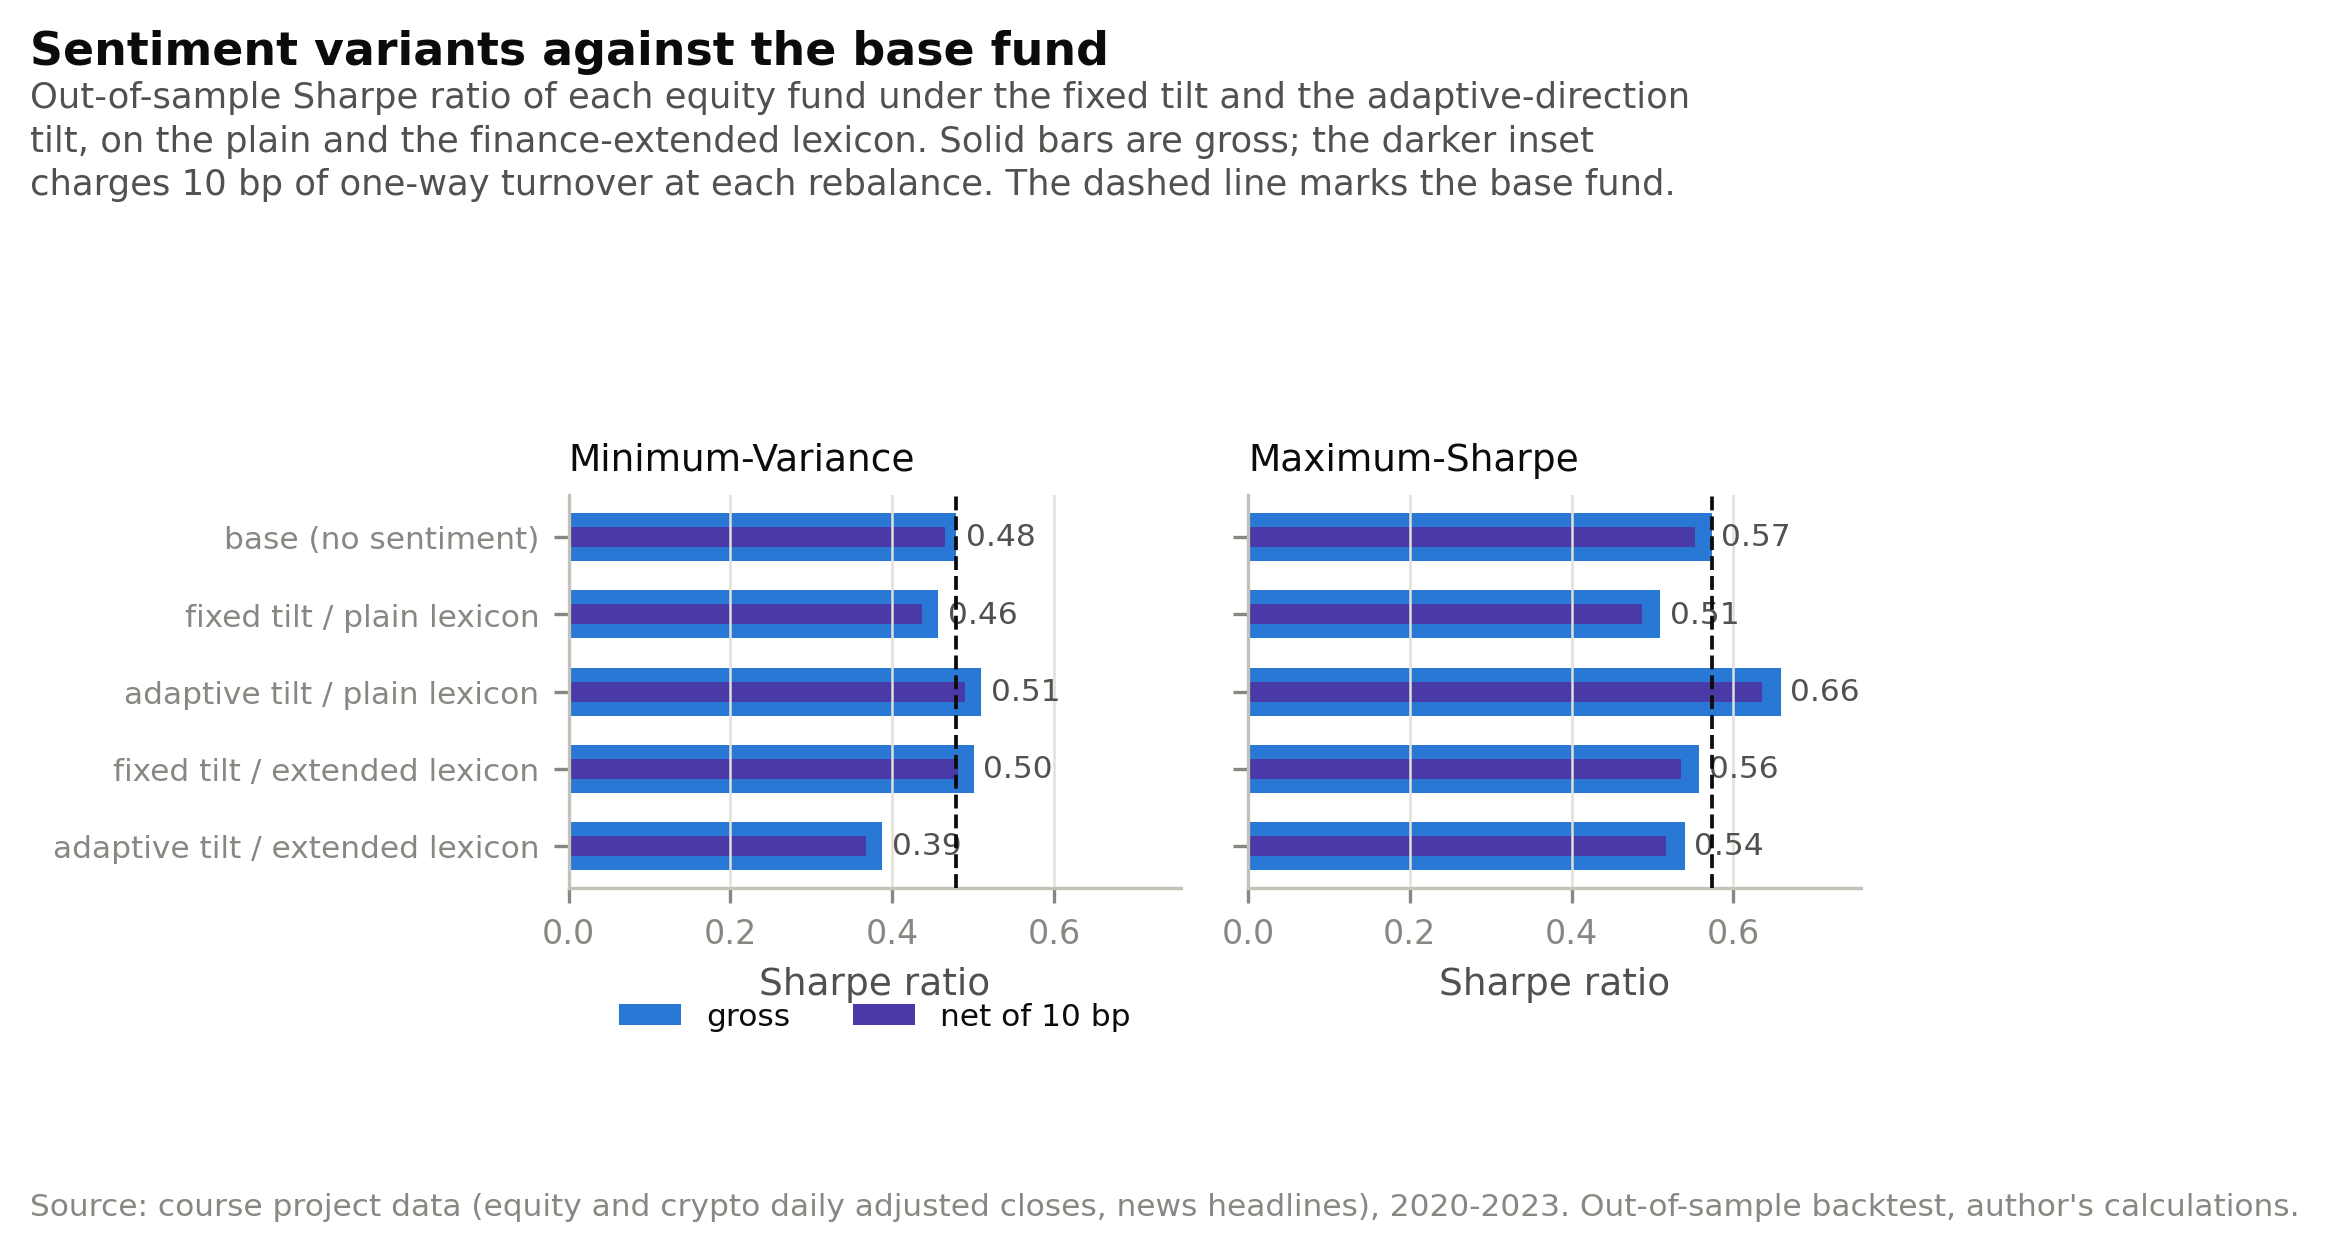 Sentiment variants against the base fund
Out-of-sample Sharpe ratio of each equity fund under the fixed tilt and the adaptive-direction
tilt, on the plain and the finance-extended lexicon. Solid bars are gross; the darker inset
charges 10 bp of one-way turnover at each rebalance. The dashed line marks the base fund.
Minimum-Variance
Maximum-Sharpe
base (no sentiment)
0.48
0.57
fixed tilt / plain lexicon
0.46
0.51
adaptive tilt / plain lexicon
0.51
0.66
fixed tilt / extended lexicon
0.50
0.56
adaptive tilt / extended lexicon
0.39
0.54
0.0 0.2 0.4 0.6
0.0 0.2 0.4 0.6
Sharpe ratio
Sharpe ratio
gross
net of 10 bp
Source: course project data (equity and crypto daily adjusted closes, news headlines), 2020-2023. Out-of-sample backtest, author's calculations.